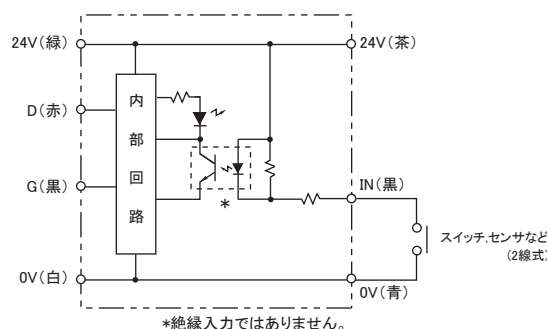 24V(緑)
24V(茶)
D(赤)
内部回路
G(黒)
*
IN(黒)
スイッチ,センサなど
(2線式)
0V(白)
0V(青)
*絶縁入力ではありません。